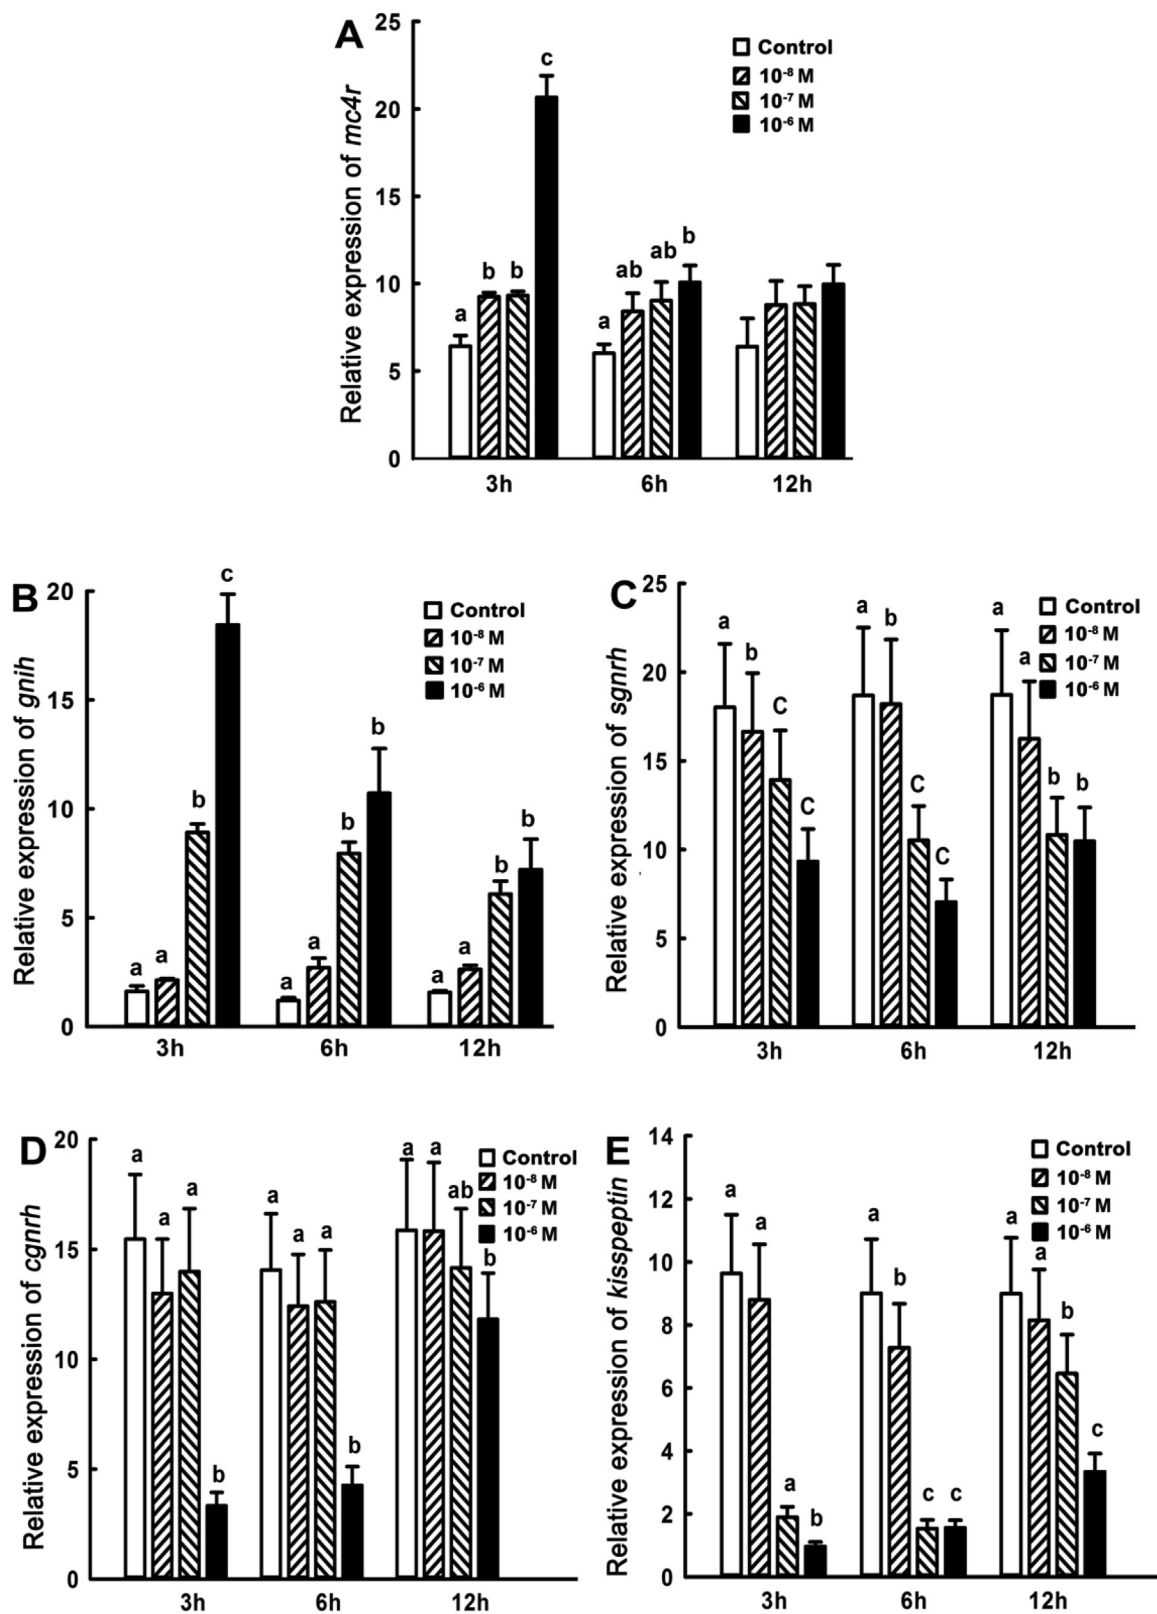 A
Relative expression of mc4r
25
20
15
10
5
0
Control
10⁻⁸ M
10⁻⁷ M
10⁻⁶ M
a
b
b
c
a
ab
ab
b
3h
6h
12h
B
Relative expression of gnih
20
15
10
5
0
Control
10⁻⁸ M
10⁻⁷ M
10⁻⁶ M
a
a
b
c
a
a
b
b
a
a
b
b
3h
6h
12h
C
Relative expression of sgnrh
25
20
15
10
5
0
Control
10⁻⁸ M
10⁻⁷ M
10⁻⁶ M
a
b
C
C
a
b
C
C
a
a
b
b
3h
6h
12h
D
Relative expression of cgnrh
20
15
10
5
0
Control
10⁻⁸ M
10⁻⁷ M
10⁻⁶ M
a
a
a
b
a
a
a
b
a
a
ab
b
3h
6h
12h
E
Relative expression of kisspeptin
14
12
10
8
6
4
2
0
Control
10⁻⁸ M
10⁻⁷ M
10⁻⁶ M
a
a
a
b
a
b
c
c
a
a
b
c
3h
6h
12h